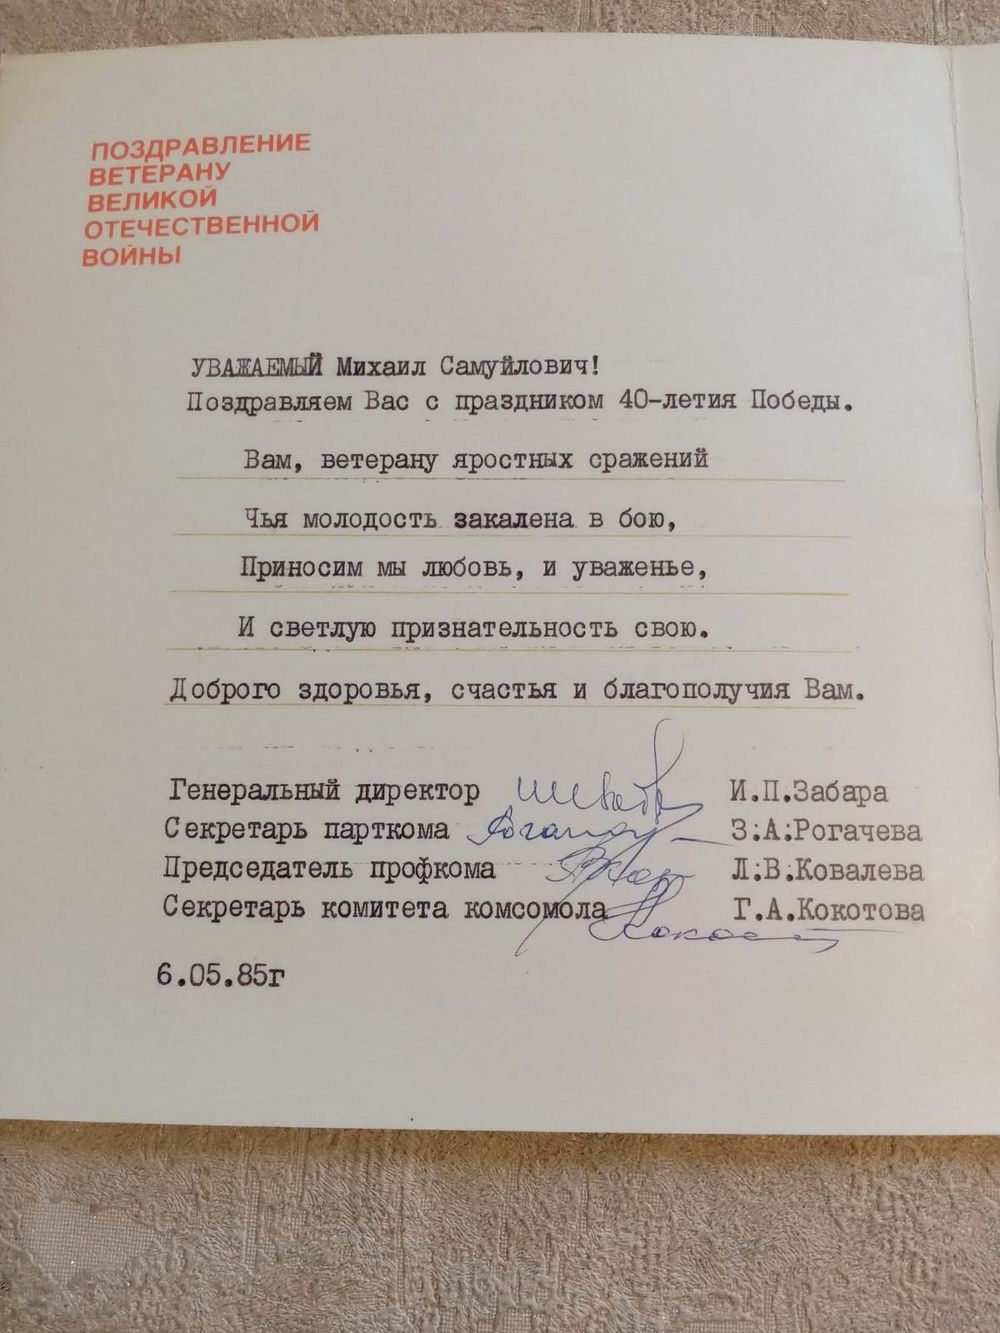 ПОЗДРАВЛЕНИЕ
ВЕТЕРАНУ
ВЕЛИКОЙ
ОТЕЧЕСТВЕННОЙ
ВОЙНЫ
УВАЖАЕМЫЙ Михаил Самуйлович!
Поздравляем Вас с праздником 40-летия Победы.
Вам, ветерану яростных сражений
Чья молодость закалена в бою,
Приносим мы любовь, и уваженье,
И светлую признательность свою.
Доброго здоровья, счастья и благополучия Вам.
Генеральный директор И.П.Забара
Секретарь парткома З;А;Рогачева
Председатель профкома Л;В;Ковалева
Секретарь комитета комсомола Г.А.Кокотова
6.05.85г